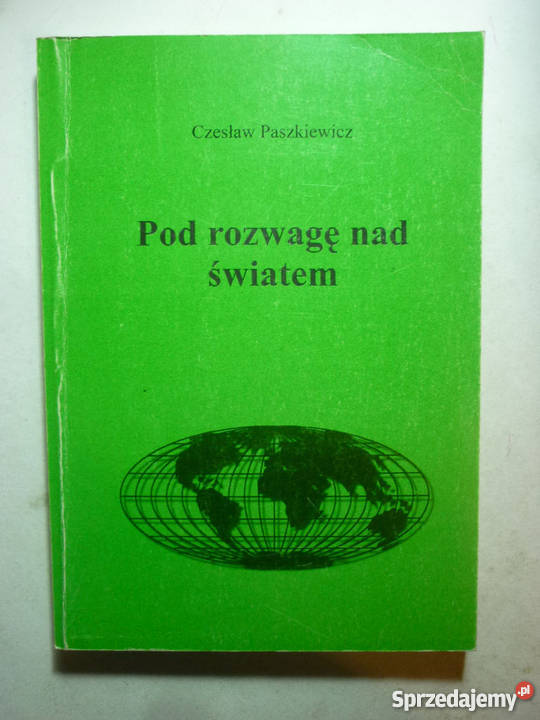 Czesław Paszkiewicz
Pod rozwagę nad
światem
Sprzedajemy.pl